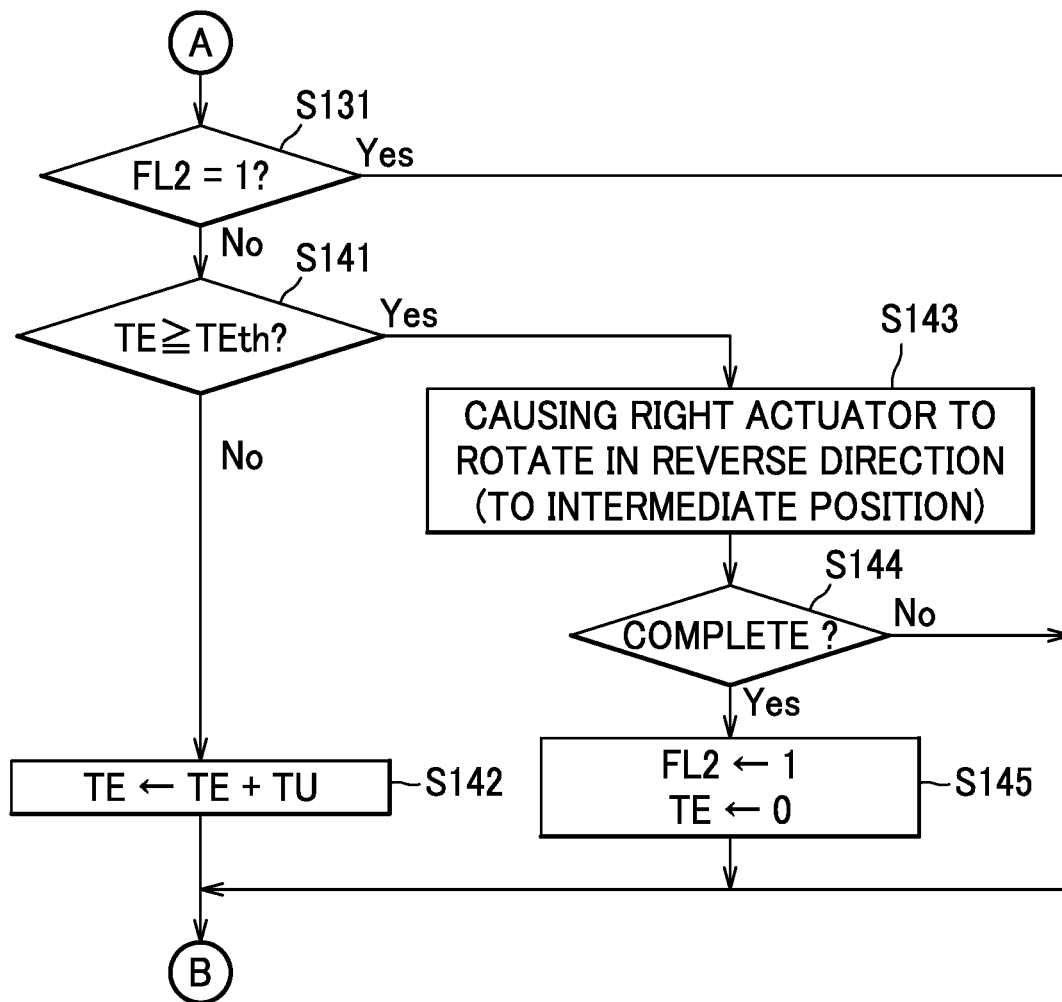 A
S131
FL2 = 1?
Yes
No
S141
TE≧TEth?
Yes
No
S143
CAUSING RIGHT ACTUATOR TO
ROTATE IN REVERSE DIRECTION
(TO INTERMEDIATE POSITION)
S144
COMPLETE ?
No
Yes
TE ← TE + TU
S142
FL2 ← 1
TE ← 0
S145
B